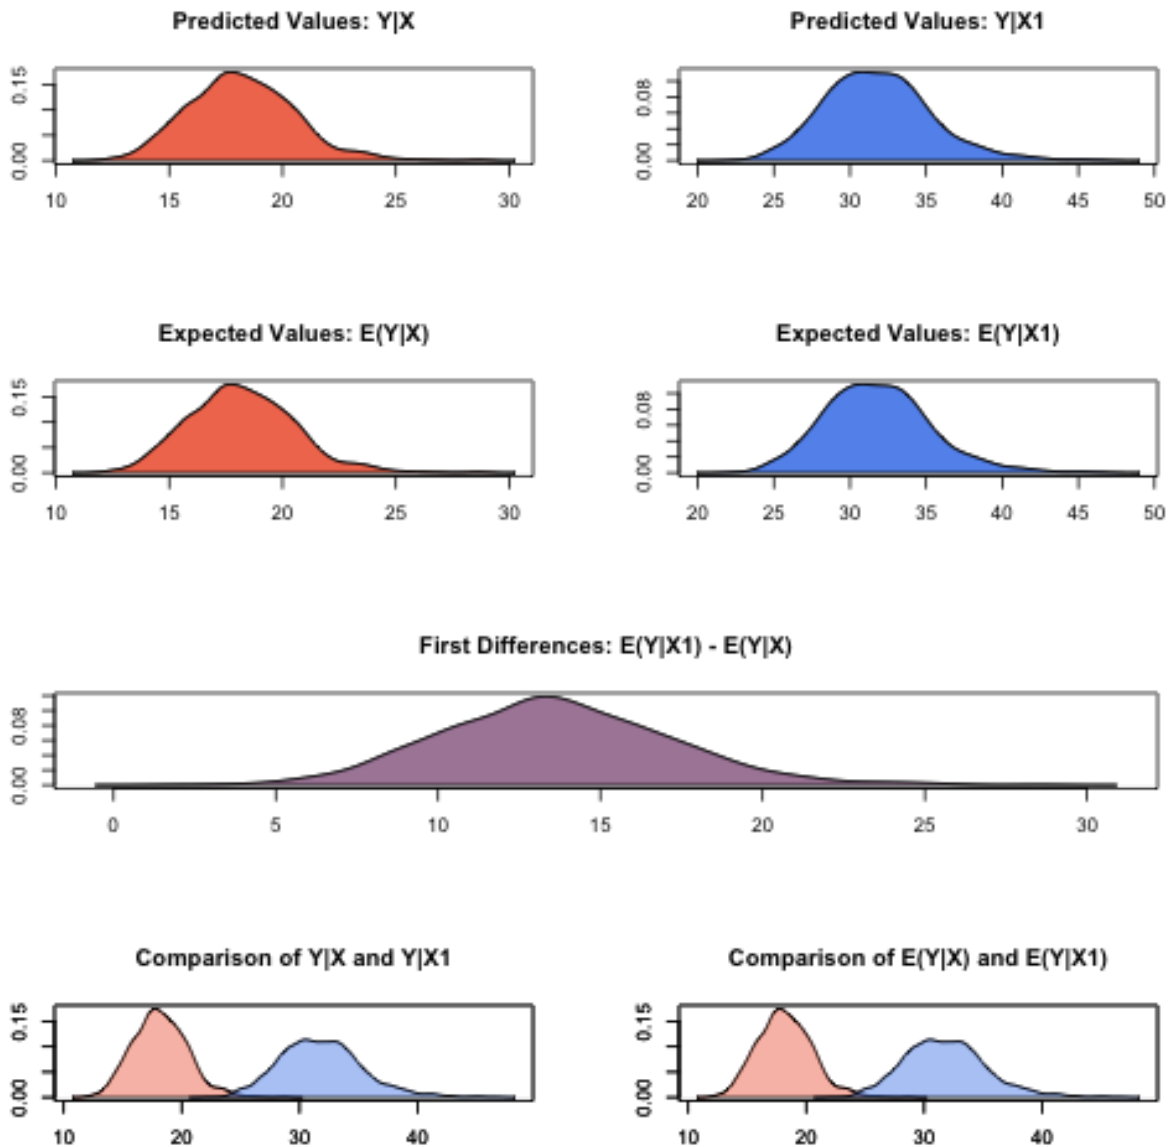 Predicted Values: Y|X
Predicted Values: Y|X1
0.00 0.15
10 15 20 25 30
0.00 0.08
20 25 30 35 40 45 50
Expected Values: E(Y|X)
Expected Values: E(Y|X1)
0.00 0.15
10 15 20 25 30
0.00 0.08
20 25 30 35 40 45 50
First Differences: E(Y|X1) - E(Y|X)
0.00 0.08
0 5 10 15 20 25 30
Comparison of Y|X and Y|X1
Comparison of E(Y|X) and E(Y|X1)
0.00 0.15
10 20 30 40
0.00 0.15
10 20 30 40